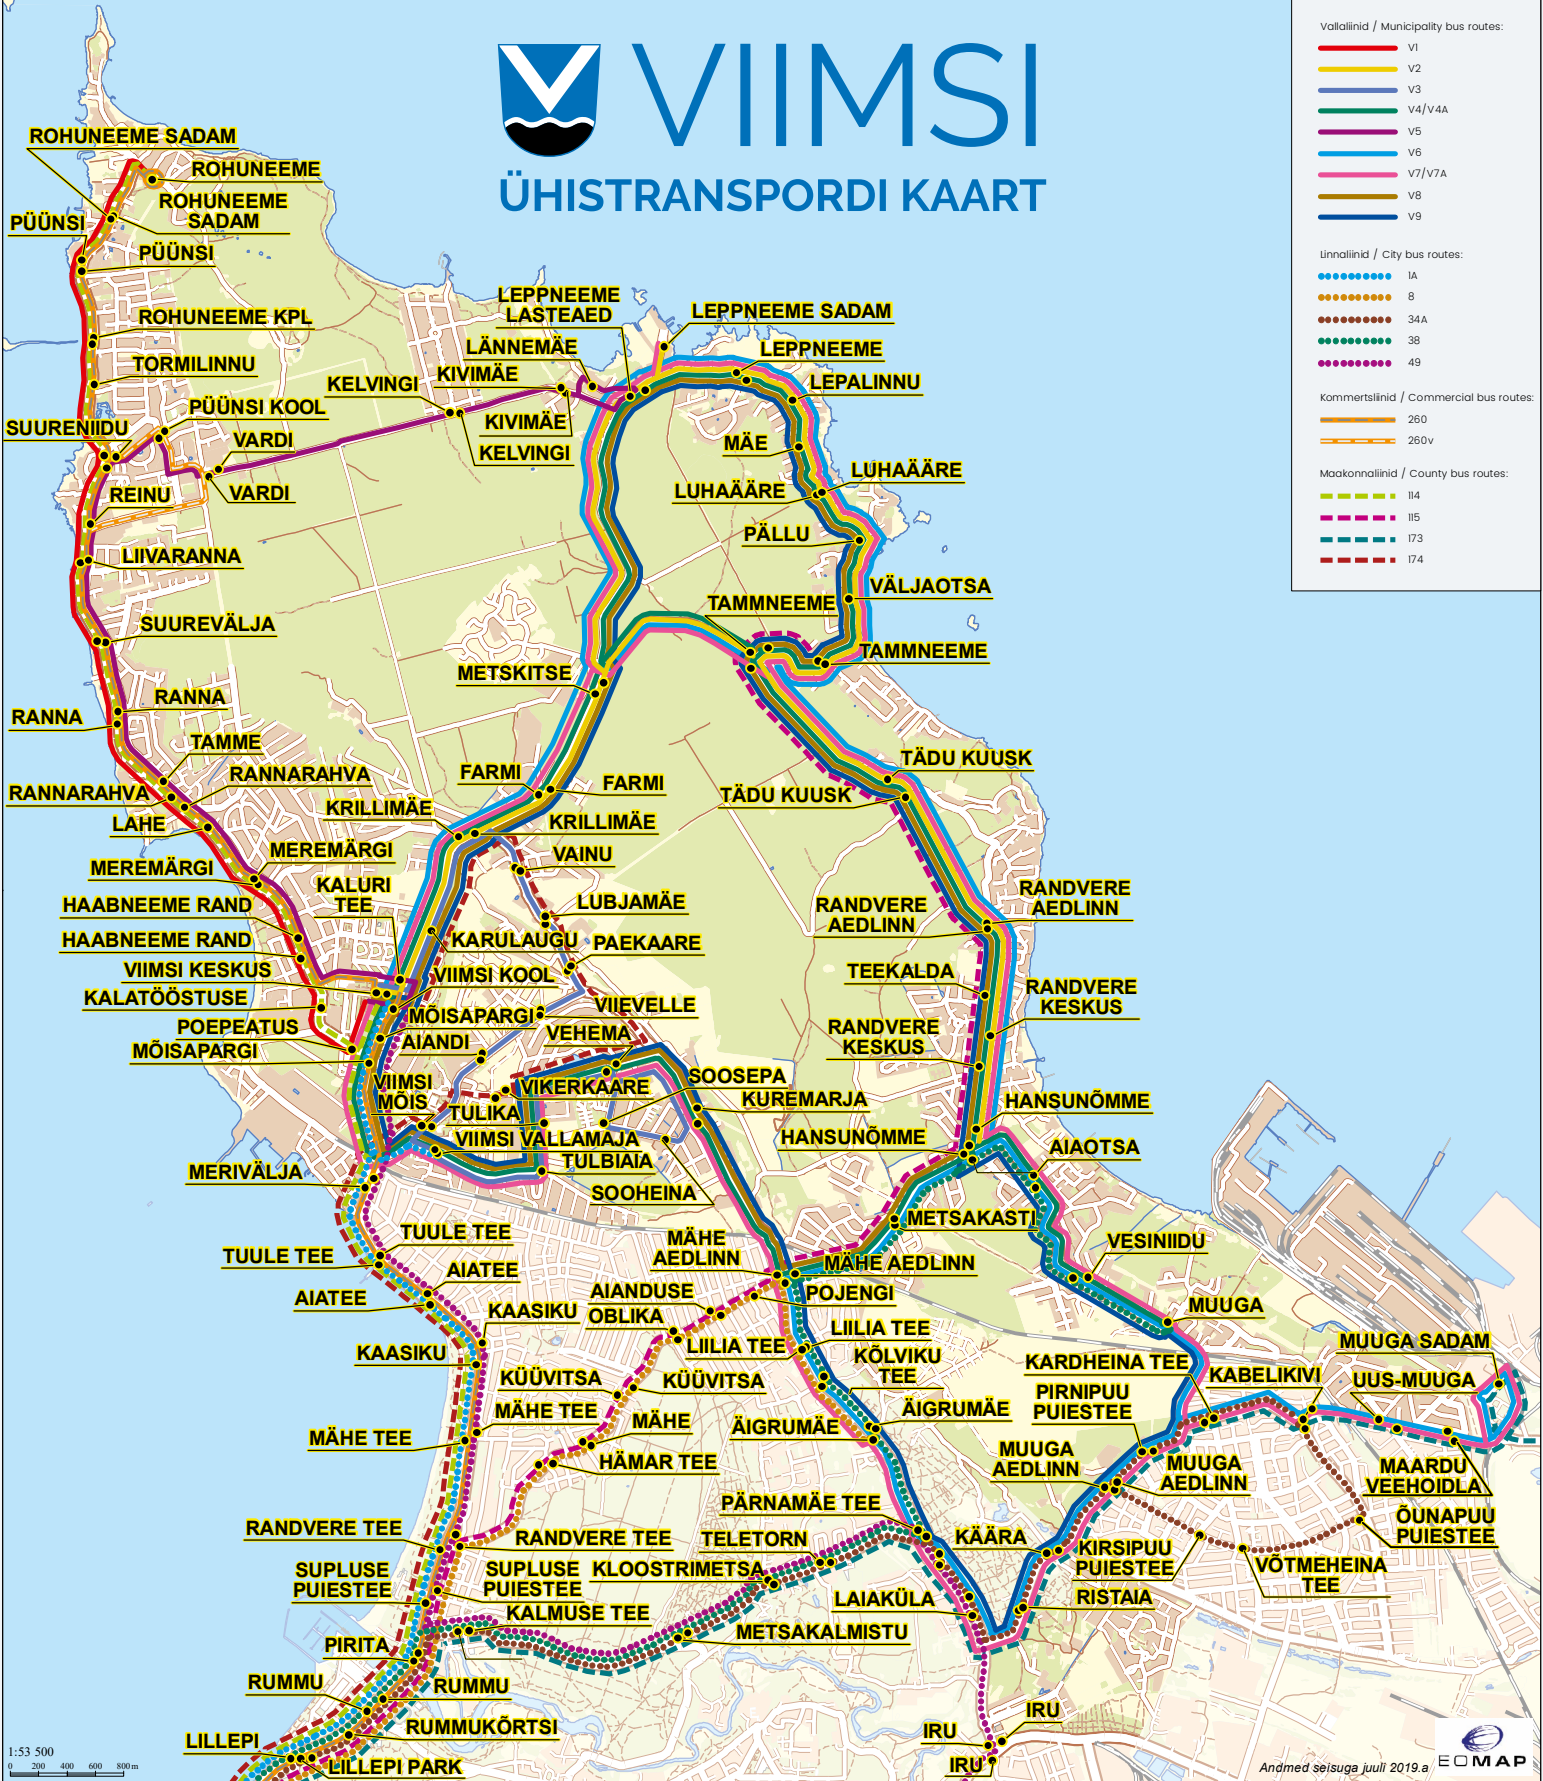 VIIMSI
ÜHISTRANSPORDI KAART
Vallaliinid / Municipality bus routes:
V1
V2
V3
V4/V4A
V5
V6
V7/V7A
V8
V9
Linnaliinid / City bus routes:
1A
8
34A
38
49
Kommertsliinid / Commercial bus routes:
260
260v
Maakonnaliinid / County bus routes:
114
115
173
174
ROHUNEEME SADAM
ROHUNEEME
ROHUNEEME
SADAM
PÜÜNSI
PÜÜNSI
ROHUNEEME KPL
TORMILINNU
PÜÜNSI KOOL
SUURENIIDU
VARDI
VARDI
REINU
LIIVARANNA
SUUREVÄLJA
RANNA
RANNA
TAMME
RANNARAHVA
RANNARAHVA
LAHE
MEREMÄRGI
MEREMÄRGI
HAABNEEME RAND
HAABNEEME RAND
KALURI
TEE
VIIMSI KESKUS
KALATÖÖSTUSE
POEPEATUS
MÕISAPARGI
LEPPNEEME
LASTEAED
LEPPNEEME SADAM
LÄNNEMÄE
KIVIMÄE
KELVINGI
KIVIMÄE
KELVINGI
LEPPNEEME
LEPALINNU
MÄE
LUHAÄÄRE
LUHAÄÄRE
PÄLLU
VÄLJAOTSA
TAMMNEEME
TAMMNEEME
METSKITSE
FARMI
FARMI
KRILLIMÄE
KRILLIMÄE
VAINU
LUBJAMÄE
KARULAUGU
PAEKAARE
VIIMSI KOOL
MÕISAPARGI
VIIEVELLE
AIANDI
VEHEMA
VIIMSI
MÕIS
VIKERKAARE
TULIKA
SOOSEPA
KUREMARJA
VIIMSI VALLAMAJA
TULBIAIA
SOOHEINA
TÄDU KUUSK
TÄDU KUUSK
RANDVERE
AEDLINN
RANDVERE
AEDLINN
TEEKALDA
RANDVERE
KESKUS
RANDVERE
KESKUS
HANSUNÕMME
HANSUNÕMME
AIAOTSA
METSAKASTI
VESINIIDU
MUUGA
MERIVÄLJA
TUULE TEE
TUULE TEE
AIATEE
AIATEE
KAASIKU
KAASIKU
MÄHE
AEDLINN
MÄHE AEDLINN
AIANDUSE
POJENGI
OBLIKA
LIILIA TEE
LIILIA TEE
KÕLVIKU
TEE
KÜÜVITSA
KÜÜVITSA
MÄHE TEE
MÄHE TEE
MÄHE
ÄIGRUMÄE
ÄIGRUMÄE
HÄMAR TEE
PÄRNAMÄE TEE
RANDVERE TEE
RANDVERE TEE
TELETORN
SUPLUSE
PUIESTEE
SUPLUSE
PUIESTEE
KLOOSTRIMETSA
KALMUSE TEE
LAIAKÜLA
PIRITA
METSAKALMISTU
RUMMU
RUMMU
RUMMUKÕRTSI
LILLEPI
LILLEPI PARK
MUUGA SADAM
KARDHEINA TEE
KABELIKIVI
UUS-MUUGA
PIRNIPUU
PUIESTEE
MUUGA
AEDLINN
MUUGA
AEDLINN
MAARDU
VEEHOIDLA
ÕUNAPUU
PUIESTEE
KÄÄRA
KIRSIPUU
PUIESTEE
VÕTMEHEINA
TEE
RISTAIA
IRU
IRU
IRU
1:53 500
0 200 400 600 800 m
Andmed seisuga juuli 2019.a
EOMAP